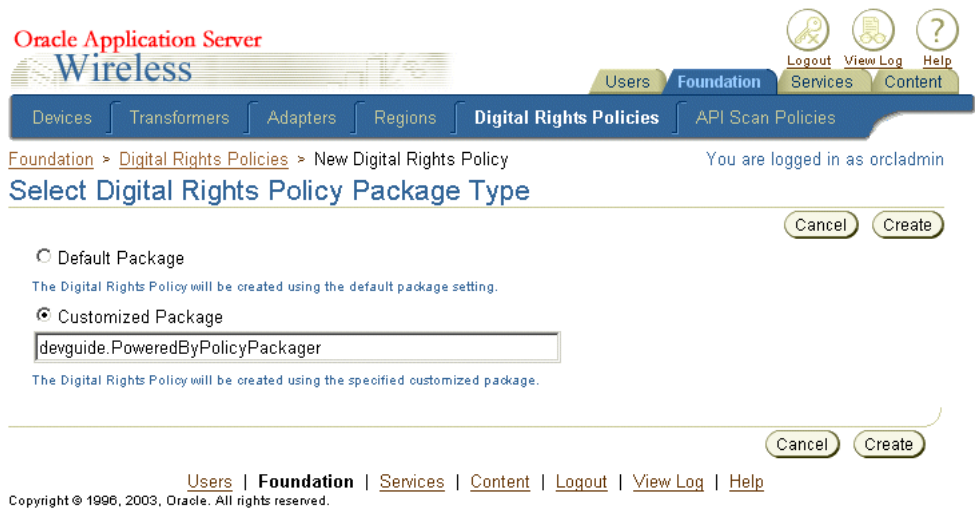 Oracle Application Server
Wireless
Logout View Log Help
Users Foundation Services Content
Devices Transformers Adapters Regions Digital Rights Policies API Scan Policies
Foundation > Digital Rights Policies > New Digital Rights Policy You are logged in as orcladmin
Select Digital Rights Policy Package Type
Cancel Create
Default Package
The Digital Rights Policy will be created using the default package setting.
Customized Package
devguide.PoweredByPolicyPackager
The Digital Rights Policy will be created using the specified customized package.
Cancel Create
Users | Foundation | Services | Content | Logout | View Log | Help
Copyright © 1996, 2003, Oracle. All rights reserved.